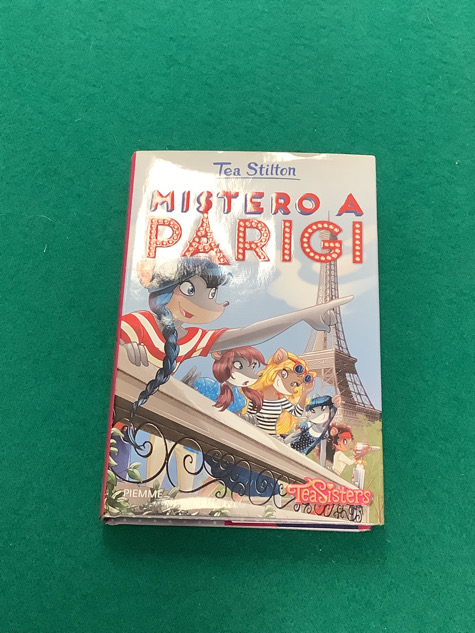 Tea Stilton
MISTERO A
PARIGI
PIEMME
TeaSisters